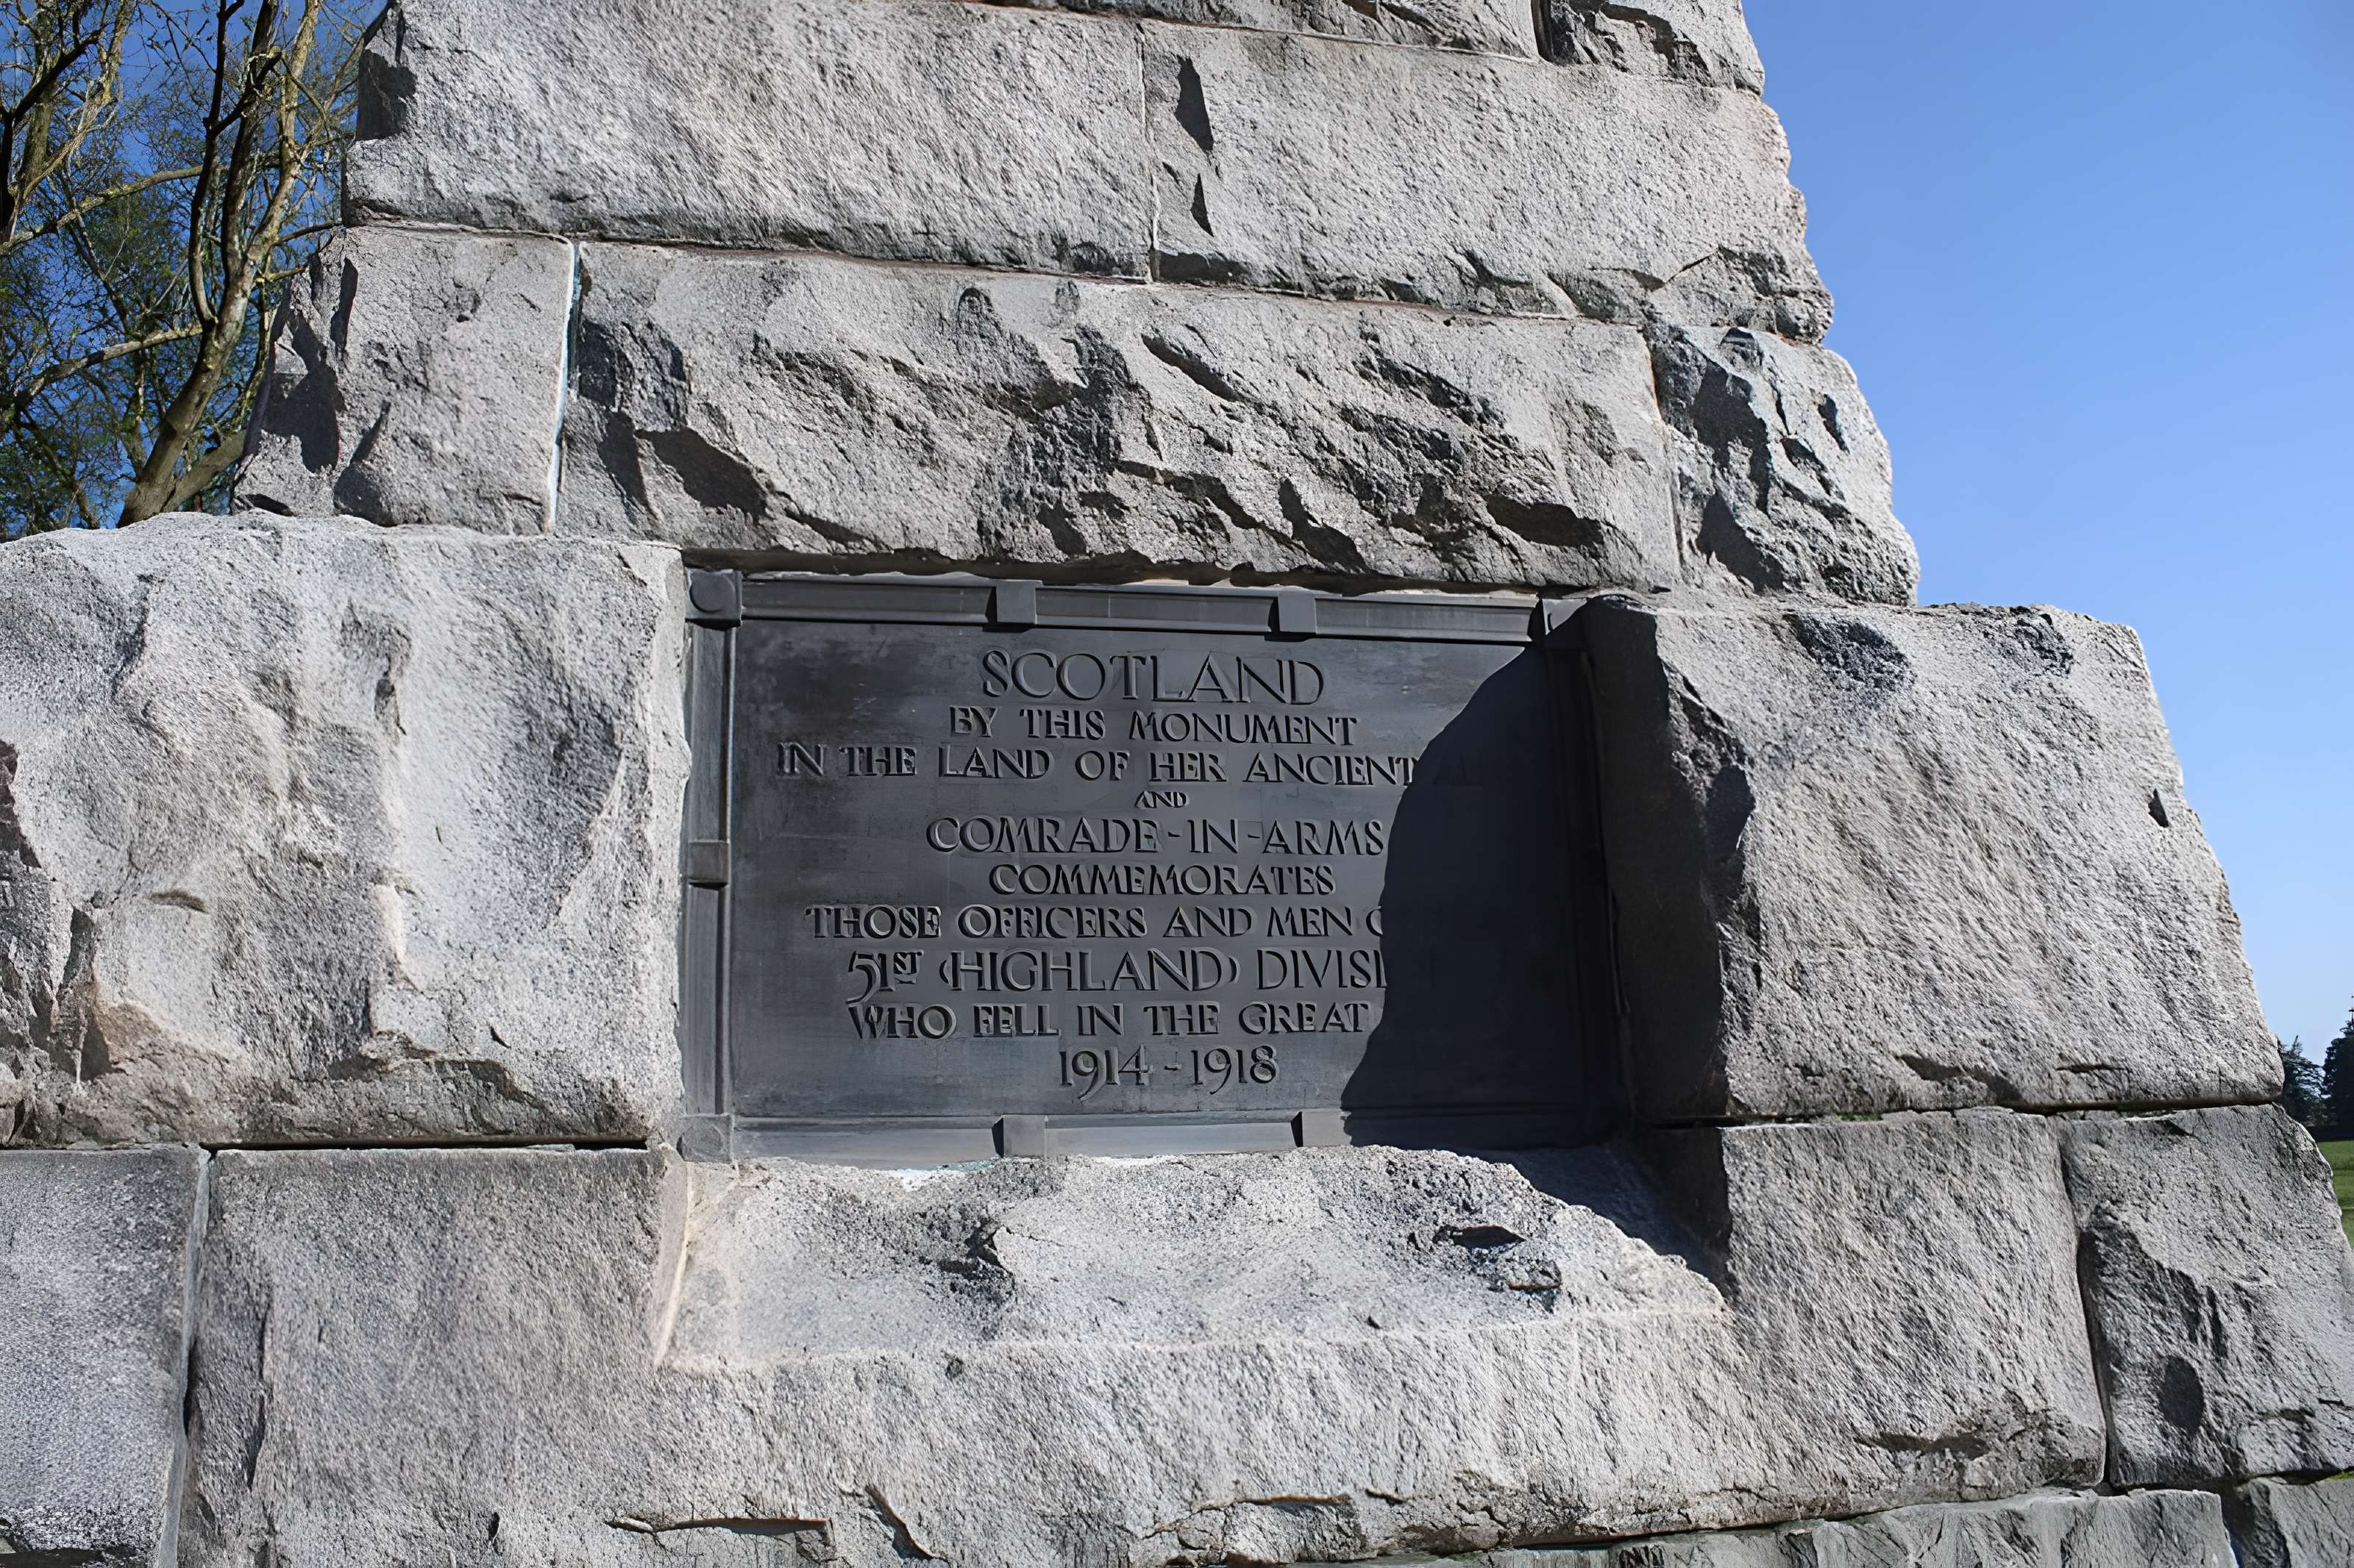 SCOTLAND
BY THIS MONUMENT
IN THE LAND OF HER ANCIENT
AND
COMRADE-IN-ARMS
COMMEMORATES
THOSE OFFICERS AND MEN
51ST (HIGHLAND)
WHO FELL IN THE GREAT
1914-1918